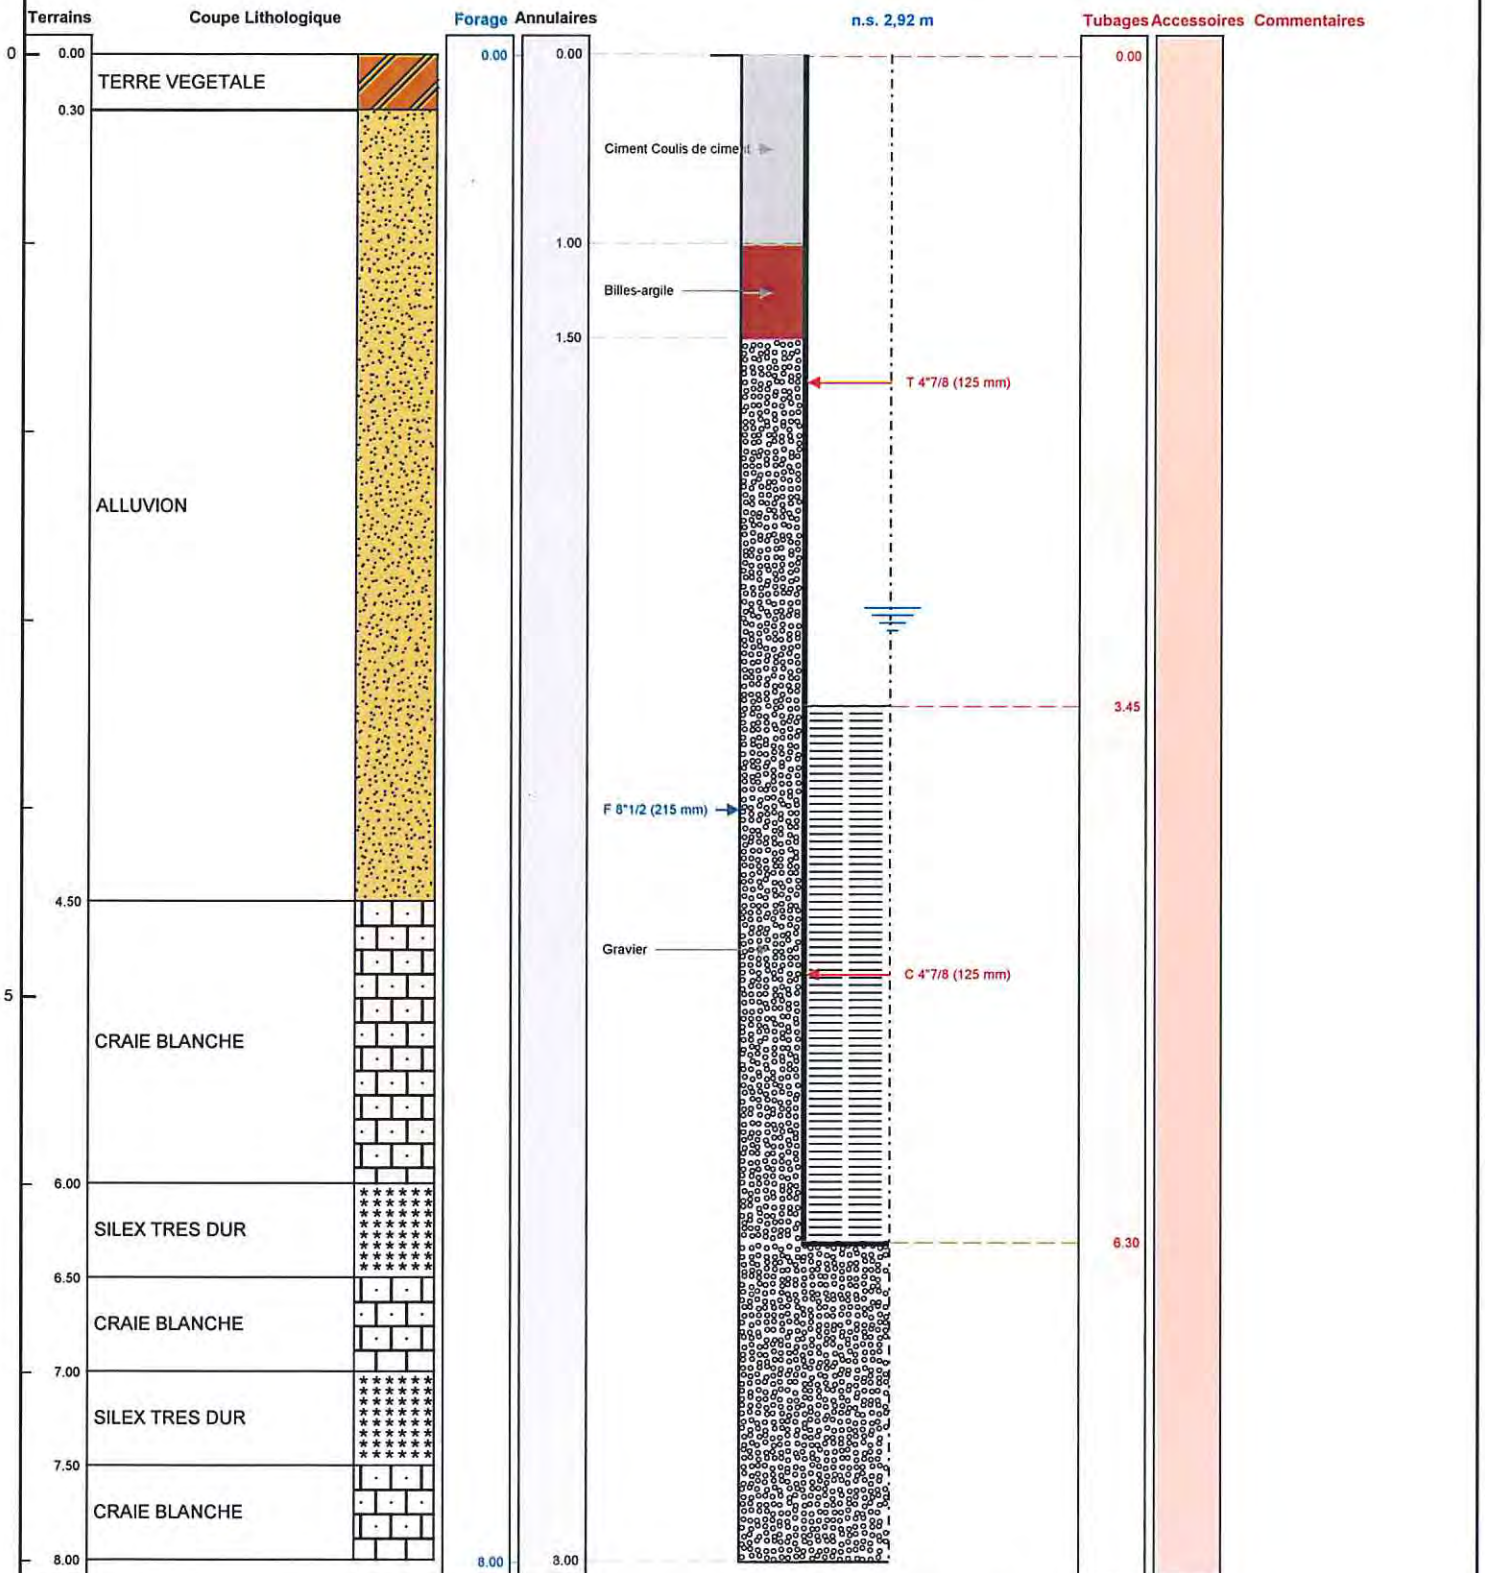 Terrains Coupe Lithologique Forage Annulaires n.s. 2,92 m Tubages Accessoires Commentaires
0 0.00 0.00 0.00 0.00
TERRE VEGETALE
0.30
Ciment Coulis de ciment
1.00
Billes-argile
1.50
T 4"7/8 (125 mm)
ALLUVION
3.45
F 8"1/2 (215 mm)
4.50
Gravier
C 4"7/8 (125 mm)
5
CRAIE BLANCHE
6.00
SILEX TRES DUR
6.30
6.50
CRAIE BLANCHE
7.00
SILEX TRES DUR
7.50
CRAIE BLANCHE
8.00 8.00 3.00